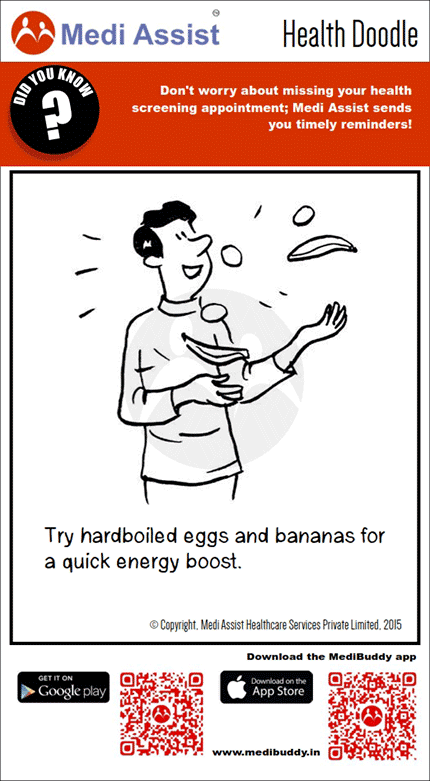 Medi Assist
Health Doodle
DID YOU KNOW
?
Don't worry about missing your health
screening appointment; Medi Assist sends
you timely reminders!
Try hardboiled eggs and bananas for
a quick energy boost.
© Copyright, Medi Assist Healthcare Services Private Limited, 2015
Download the MediBuddy app
GET IT ON
Google play
Download on the
App Store
www.medibuddy.in